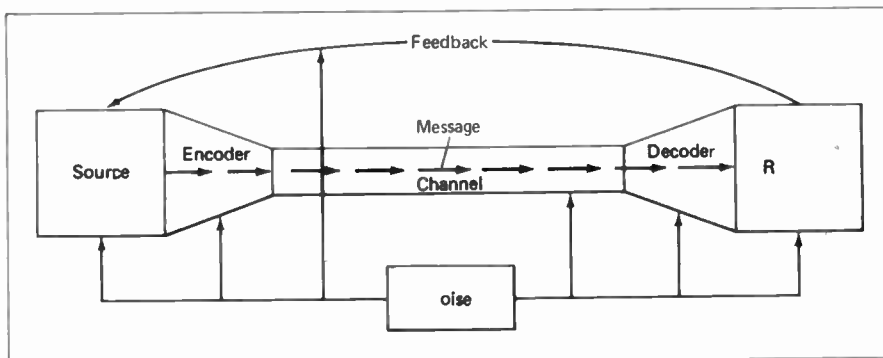 Feedback
Message
Encoder
Decoder
Source
R
Channel
oise